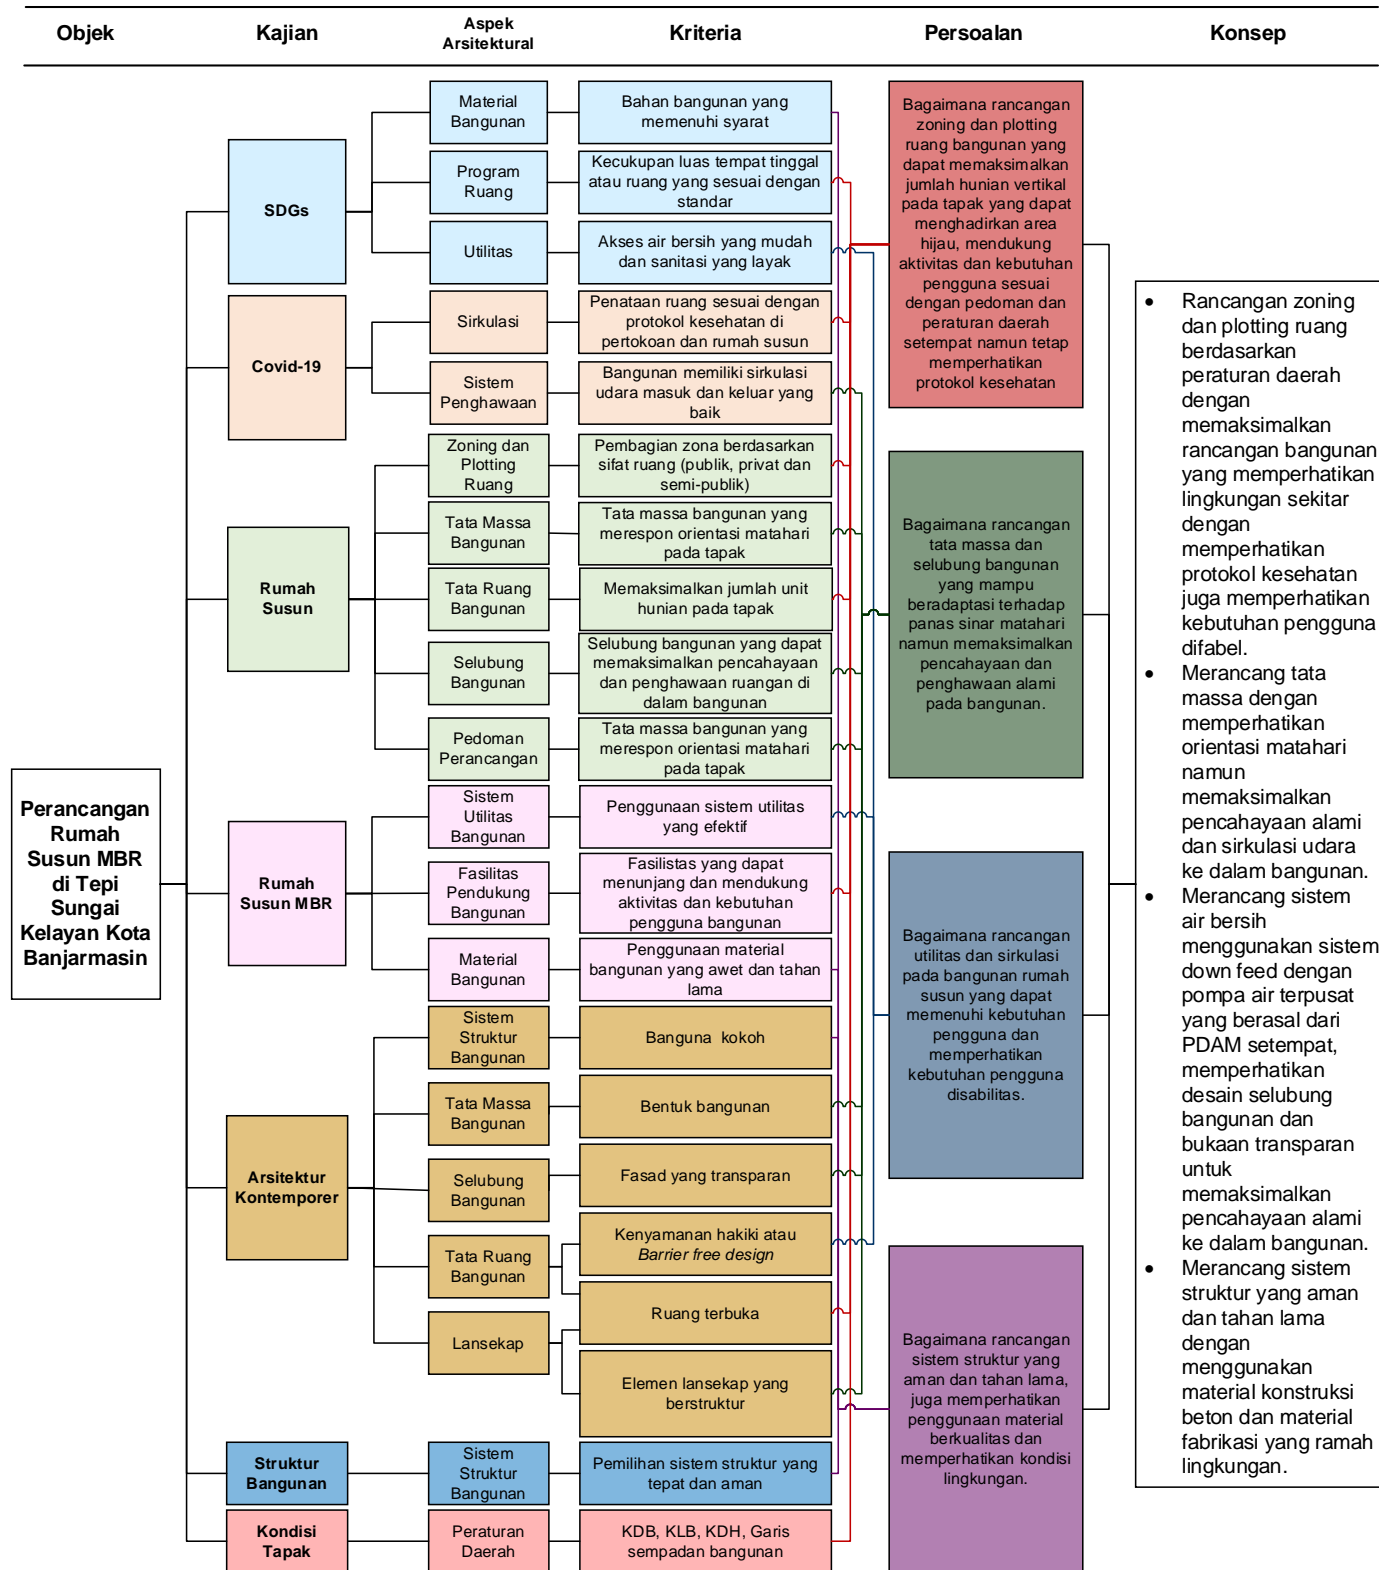 Objek
Kajian
Aspek
Arsitektural
Kriteria
Persoalan
Konsep
Perancangan
Rumah
Susun MBR
di Tepi
Sungai
Kelayan Kota
Banjarmasin
SDGs
Material
Bangunan
Bahan bangunan yang
memenuhi syarat
Program
Ruang
Kecukupan luas tempat tinggal
atau ruang yang sesuai dengan
standar
Utilitas
Akses air bersih yang mudah
dan sanitasi yang layak
Covid-19
Sirkulasi
Penataan ruang sesuai dengan
protokol kesehatan di
pertokoan dan rumah susun
Sistem
Penghawaan
Bangunan memiliki sirkulasi
udara masuk dan keluar yang
baik
Rumah
Susun
Zoning dan
Plotting
Ruang
Pembagian zona berdasarkan
sifat ruang (publik, privat dan
semi-publik)
Tata Massa
Bangunan
Tata massa bangunan yang
merespon orientasi matahari
pada tapak
Tata Ruang
Bangunan
Memaksimalkan jumlah unit
hunian pada tapak
Selubung
Bangunan
Selubung bangunan yang dapat
memaksimalkan pencahayaan
dan penghawaan ruangan di
dalam bangunan
Pedoman
Perancangan
Tata massa bangunan yang
merespon orientasi matahari
pada tapak
Rumah
Susun MBR
Sistem
Utilitas
Bangunan
Penggunaan sistem utilitas
yang efektif
Fasilitas
Pendukung
Bangunan
Fasilistas yang dapat
menunjang dan mendukung
aktivitas dan kebutuhan
pengguna bangunan
Material
Bangunan
Penggunaan material
bangunan yang awet dan tahan
lama
Arsitektur
Kontemporer
Sistem
Struktur
Bangunan
Banguna  kokoh
Tata Massa
Bangunan
Bentuk bangunan
Selubung
Bangunan
Fasad yang transparan
Tata Ruang
Bangunan
Kenyamanan hakiki atau
Barrier free design
Ruang terbuka
Lansekap
Elemen lansekap yang
berstruktur
Struktur
Bangunan
Sistem
Struktur
Bangunan
Pemilihan sistem struktur yang
tepat dan aman
Kondisi
Tapak
Peraturan
Daerah
KDB, KLB, KDH, Garis
sempadan bangunan
Bagaimana rancangan
zoning dan plotting
ruang bangunan yang
dapat memaksimalkan
jumlah hunian vertikal
pada tapak yang dapat
menghadirkan area
hijau, mendukung
aktivitas dan kebutuhan
pengguna sesuai
dengan pedoman dan
peraturan daerah
setempat namun tetap
memperhatikan
protokol kesehatan
Bagaimana rancangan
tata massa dan
selubung bangunan
yang mampu
beradaptasi terhadap
panas sinar matahari
namun memaksimalkan
pencahayaan dan
penghawaan alami
pada bangunan.
Bagaimana rancangan
utilitas dan sirkulasi
pada bangunan rumah
susun yang dapat
memenuhi kebutuhan
pengguna dan
memperhatikan
kebutuhan pengguna
disabilitas.
Bagaimana rancangan
sistem struktur yang
aman dan tahan lama,
juga memperhatikan
penggunaan material
berkualitas dan
memperhatikan kondisi
lingkungan.
• Rancangan zoning
dan plotting ruang
berdasarkan
peraturan daerah
dengan
memaksimalkan
rancangan bangunan
yang memperhatikan
lingkungan sekitar
dengan
memperhatikan
protokol kesehatan
juga memperhatikan
kebutuhan pengguna
difabel.
• Merancang tata
massa dengan
memperhatikan
orientasi matahari
namun
memaksimalkan
pencahayaan alami
dan sirkulasi udara
ke dalam bangunan.
• Merancang sistem
air bersih
menggunakan sistem
down feed dengan
pompa air terpusat
yang berasal dari
PDAM setempat,
memperhatikan
desain selubung
bangunan dan
bukaan transparan
untuk
memaksimalkan
pencahayaan alami
ke dalam bangunan.
• Merancang sistem
struktur yang aman
dan tahan lama
dengan
menggunakan
material konstruksi
beton dan material
fabrikasi yang ramah
lingkungan.